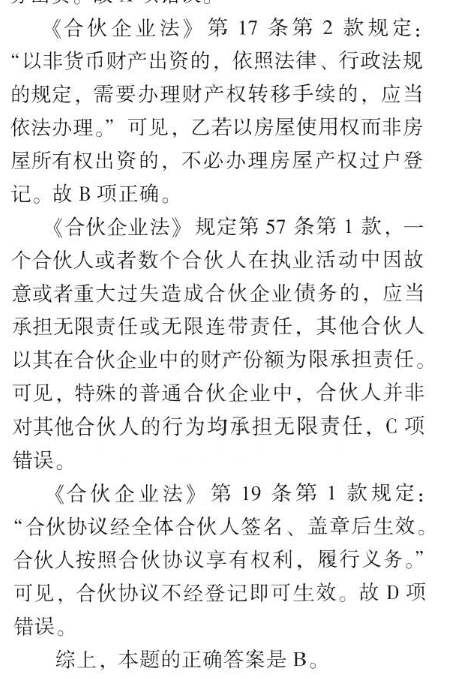 《合伙企业法》第 17 条第 2 款规定：
“以非货币财产出资的，依照法律、行政法规
的规定，需要办理财产权转移手续的，应当
依法办理。”可见，乙若以房屋使用权而非房
屋所有权出资的，不必办理房屋产权过户登
记。故 B 项正确。
《合伙企业法》规定第 57 条第 1 款，一
个合伙人或者数个合伙人在执业活动中因故
意或者重大过失造成合伙企业债务的，应当
承担无限责任或无限连带责任，其他合伙人
以其在合伙企业中的财产份额为限承担责任。
可见，特殊的普通合伙企业中，合伙人并非
对其他合伙人的行为均承担无限责任，C 项
错误。
《合伙企业法》第 19 条第 1 款规定：
“合伙协议经全体合伙人签名、盖章后生效。
合伙人按照合伙协议享有权利，履行义务。”
可见，合伙协议不经登记即可生效。故 D 项
错误。
综上，本题的正确答案是 B。